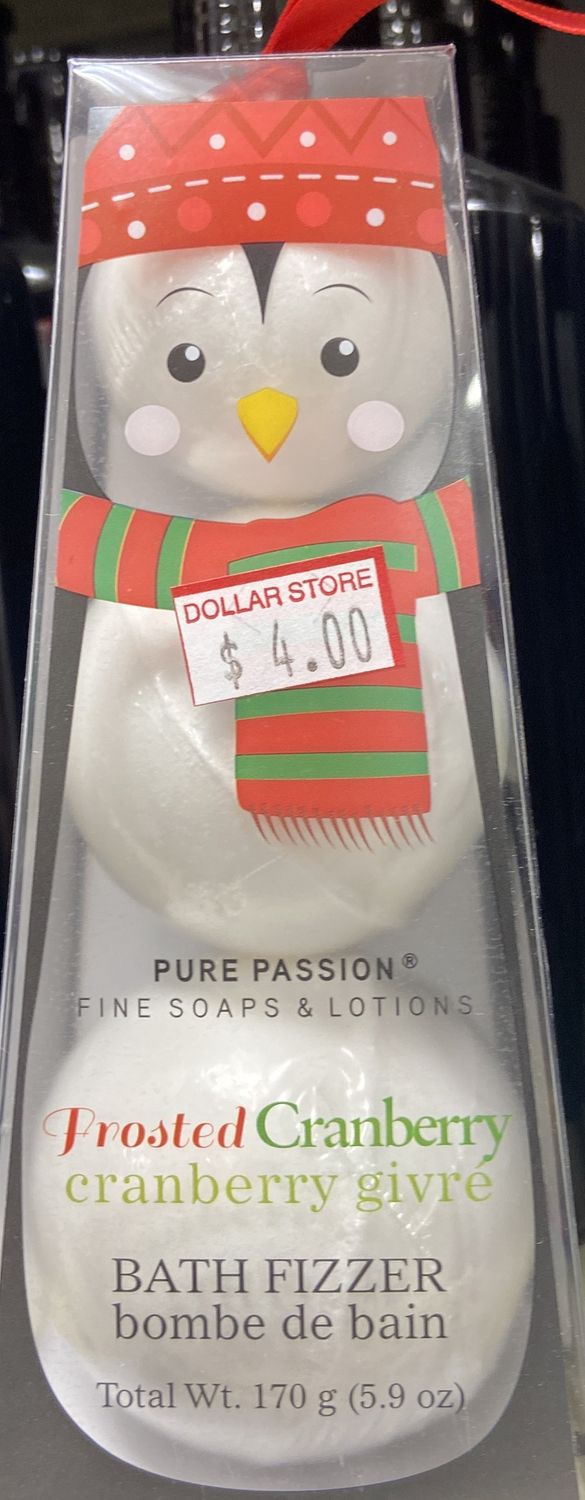 DOLLAR STORE
$ 4.00
PURE PASSION®
FINE SOAPS & LOTIONS
Frosted Cranberry
cranberry givré
BATH FIZZER
bombe de bain
Total Wt. 170 g (5.9 oz)